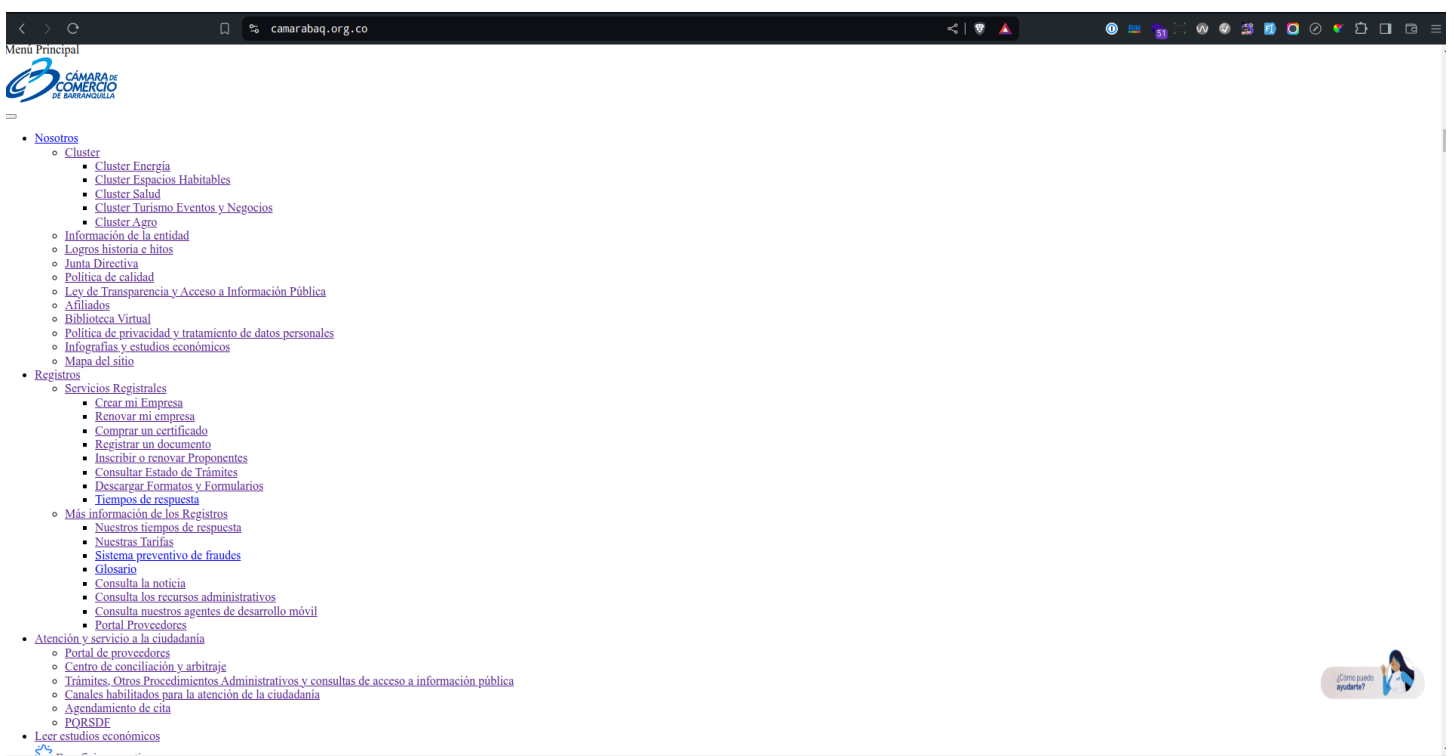 camarabaq.org.co
51
Menú Principal
CÁMARA DE
COMERCIO
DE BARRANQUILLA
Nosotros
Cluster
Cluster Energía
Cluster Espacios Habitables
Cluster Salud
Cluster Turismo Eventos y Negocios
Cluster Agro
Información de la entidad
Logros historia e hitos
Junta Directiva
Política de calidad
Ley de Transparencia y Acceso a Información Pública
Afiliados
Biblioteca Virtual
Política de privacidad y tratamiento de datos personales
Infografías y estudios económicos
Mapa del sitio
Registros
Servicios Registrales
Crear mi Empresa
Renovar mi empresa
Comprar un certificado
Registrar un documento
Inscribir o renovar Proponentes
Consultar Estado de Trámites
Descargar Formatos y Formularios
Tiempos de respuesta
Más información de los Registros
Nuestros tiempos de respuesta
Nuestras Tarifas
Sistema preventivo de fraudes
Glosario
Consulta la noticia
Consulta los recursos administrativos
Consulta nuestros agentes de desarrollo móvil
Portal Proveedores
Atención y servicio a la ciudadanía
Portal de proveedores
Centro de conciliación y arbitraje
Trámites, Otros Procedimientos Administrativos y consultas de acceso a información pública
Canales habilitados para la atención de la ciudadanía
Agendamiento de cita
PQRSDF
Leer estudios económicos
¿Cómo puedo
ayudarte?